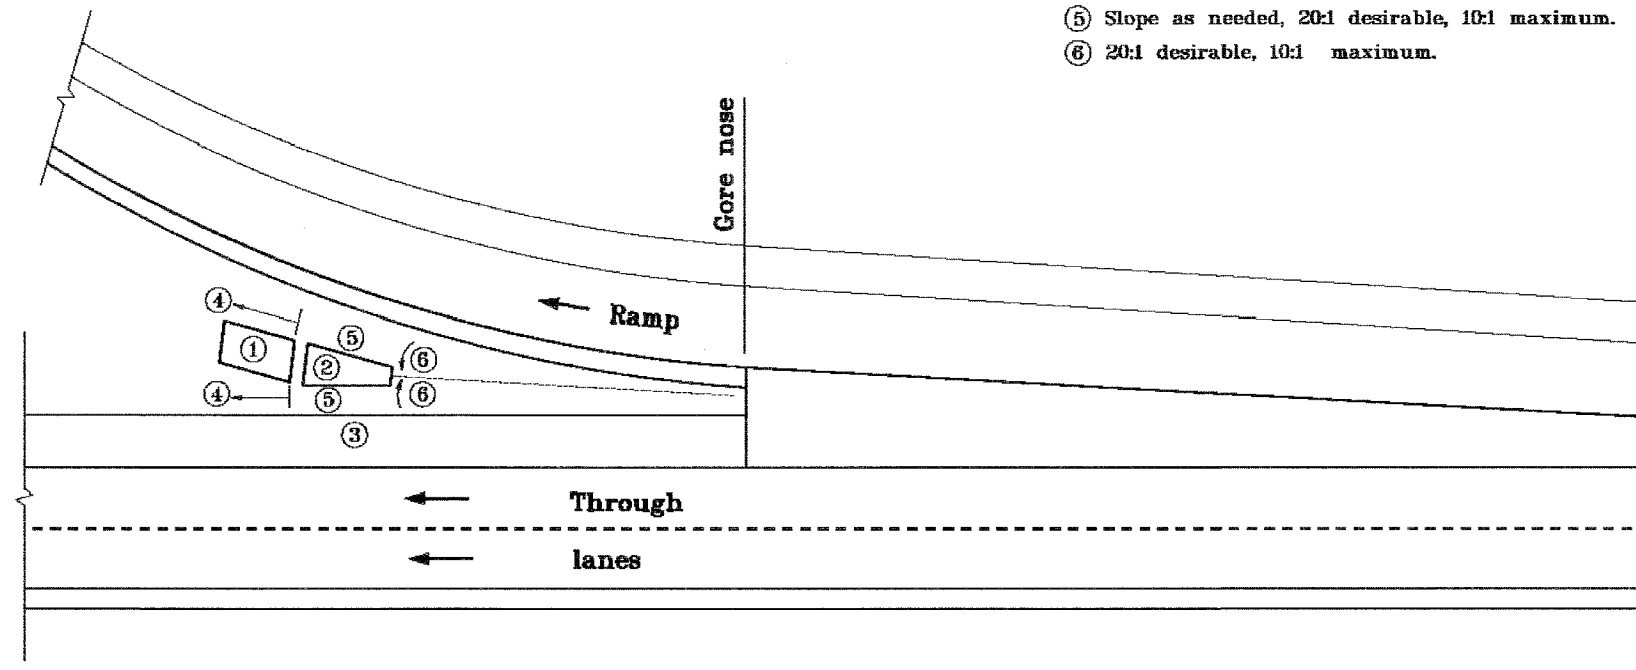 ⑤ Slope as needed, 20:1 desirable, 10:1 maximum.
⑥ 20:1 desirable, 10:1 maximum.
Gore nose
Ramp
④
①
⑤
②
⑥
④
⑤
⑥
③
Through
lanes